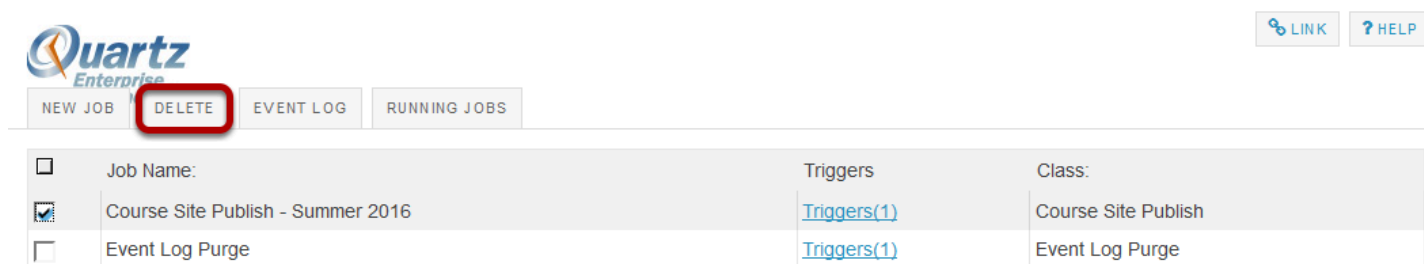 LINK ? HELP
Quartz
Enterprise
NEW JOB DELETE EVENT LOG RUNNING JOBS
Job Name: Triggers Class:
Course Site Publish - Summer 2016 Triggers(1) Course Site Publish
Event Log Purge Triggers(1) Event Log Purge